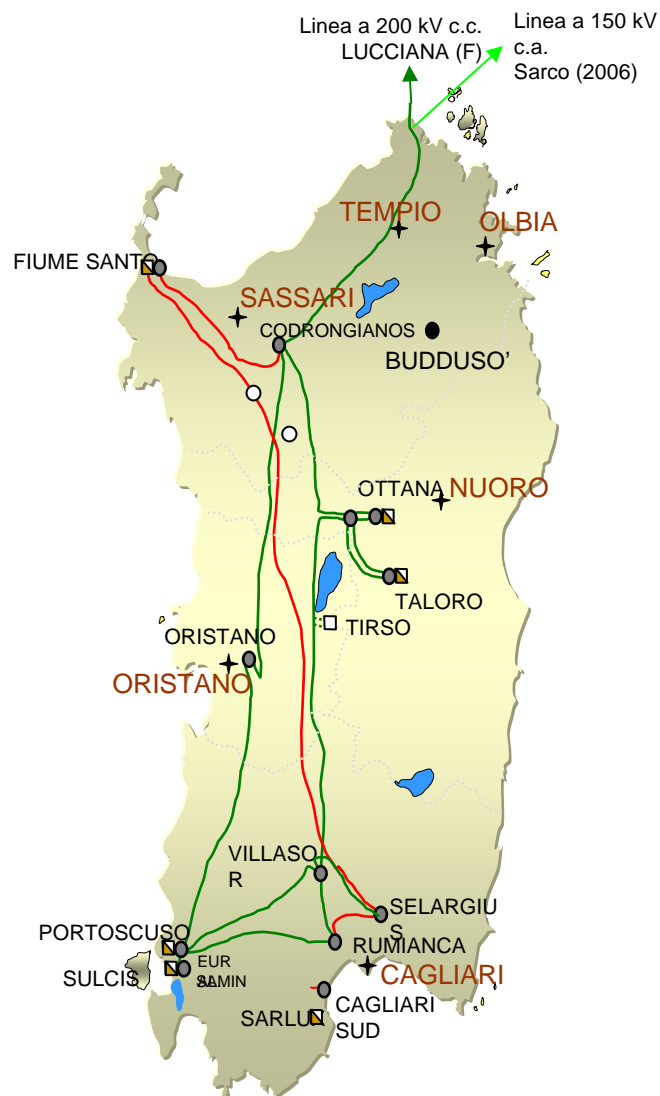 Linea a 200 kV c.c.
LUCCIANA (F)
Linea a 150 kV
c.a.
Sarco (2006)
TEMPIO
OLBIA
FIUME SANTO
SASSARI
CODRONGIANOS
BUDDUSO’
OTTANA
NUORO
TALORO
TIRSO
ORISTANO
ORISTANO
VILLASO
R
SELARGIU
S
PORTOSCUSO
RUMIANCA
EUR
SULCIS
CAGLIARI
CAGLIARI
SUD